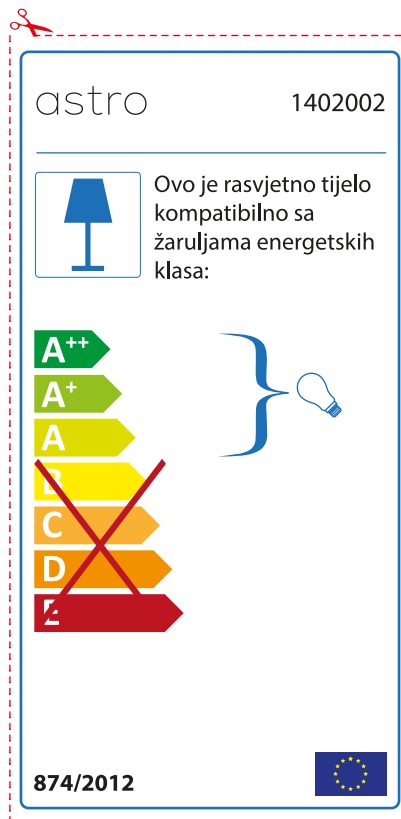 astro 1402002
Ovo je rasvjetno tijelo
kompatibilno sa
žaruljama energetskih
klasa:
A++
A+
A
B
C
D
E
874/2012